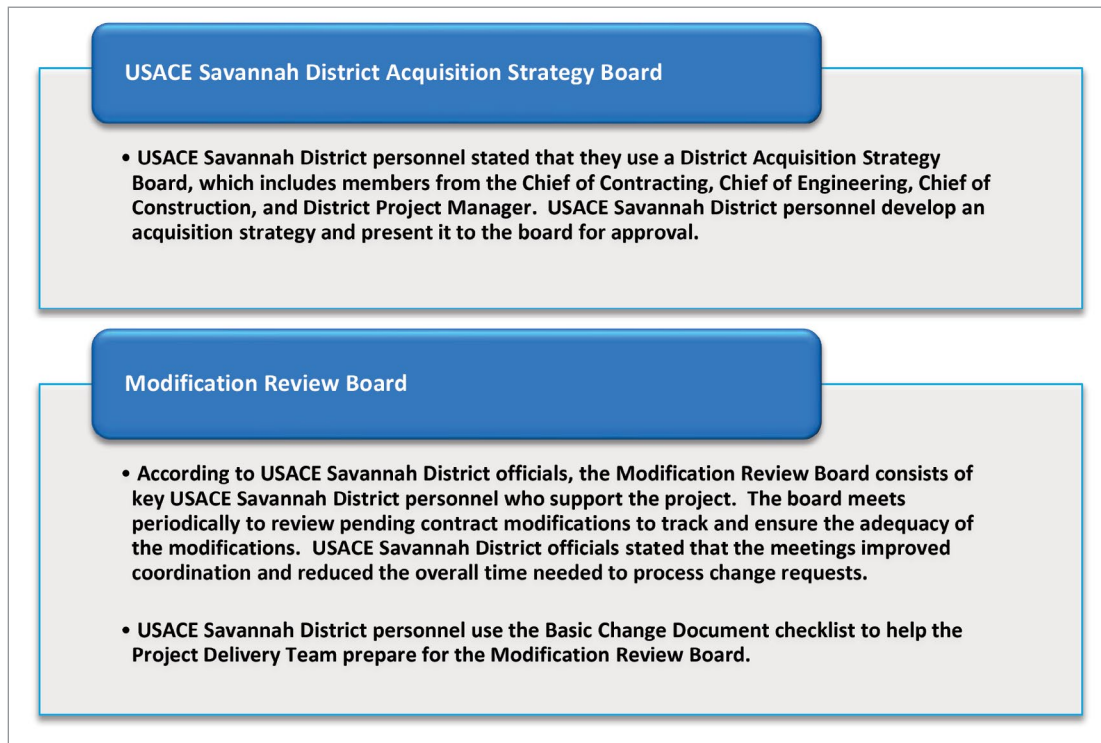 USACE Savannah District Acquisition Strategy Board
• USACE Savannah District personnel stated that they use a District Acquisition Strategy
Board, which includes members from the Chief of Contracting, Chief of Engineering, Chief of
Construction, and District Project Manager.  USACE Savannah District personnel develop an
acquisition strategy and present it to the board for approval.
Modification Review Board
• According to USACE Savannah District officials, the Modification Review Board consists of
key USACE Savannah District personnel who support the project.  The board meets
periodically to review pending contract modifications to track and ensure the adequacy of
the modifications.  USACE Savannah District officials stated that the meetings improved
coordination and reduced the overall time needed to process change requests.
• USACE Savannah District personnel use the Basic Change Document checklist to help the
Project Delivery Team prepare for the Modification Review Board.